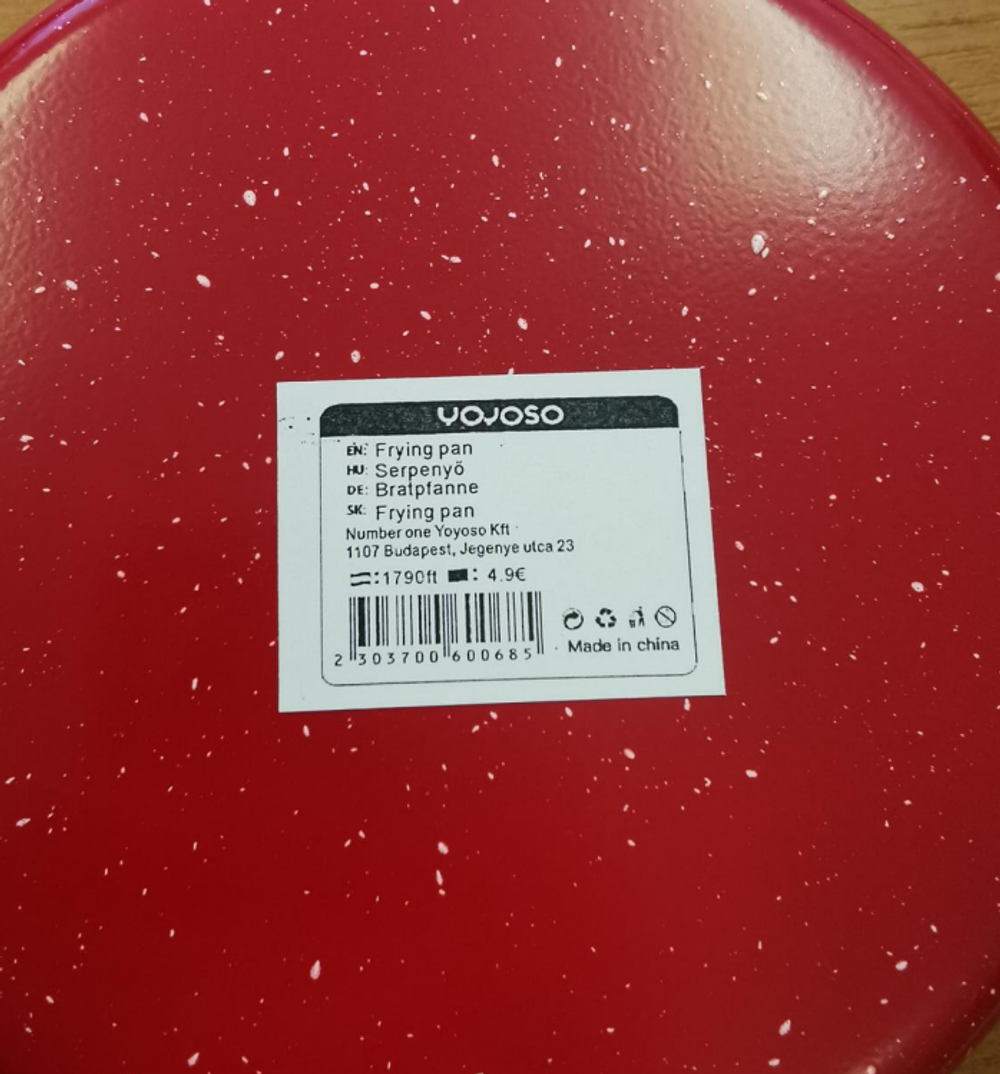 YOYOSO
EN: Frying pan
HU: Serpenyő
DE: Bratpfanne
SK: Frying pan
Number one Yoyoso Kft
1107 Budapest, Jegenye utca 23
:1790ft : 4.9€
2 303700 600685
Made in china